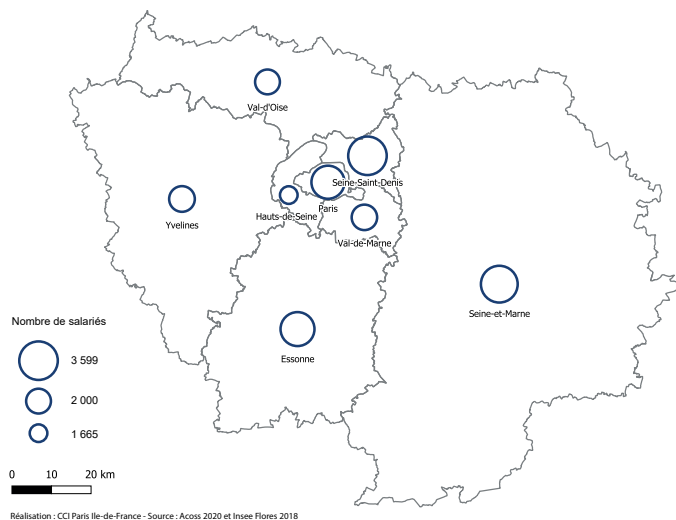 Val-d'Oise
Seine-Saint-Denis
Paris
Hauts-de-Seine
Yvelines
Val-de-Marne
Seine-et-Marne
Essonne
Nombre de salariés
3 599
2 000
1 665
0 10 20 km
Réalisation : CCI Paris Ile-de-France - Source : Acoss 2020 et Insee Flores 2018